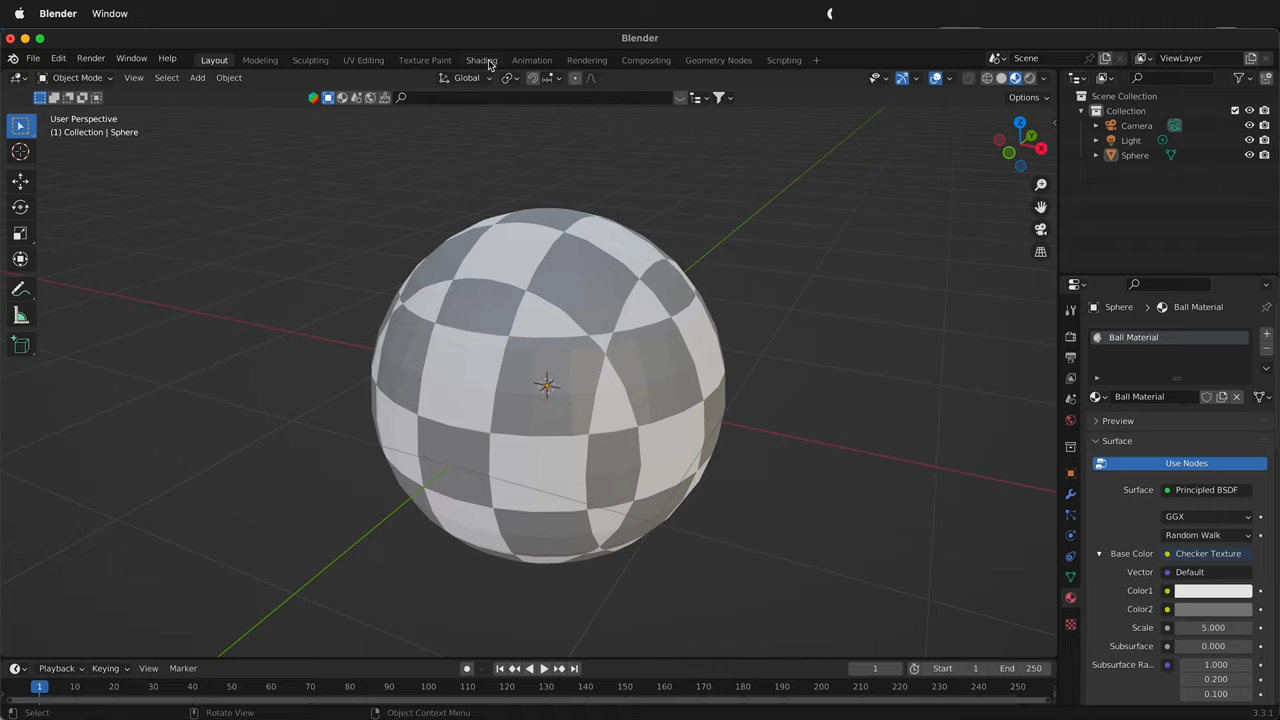 Blender Window
Blender
File Edit Render Window Help Layout Modeling Sculpting UV Editing Texture Paint Shading Animation Rendering Compositing Geometry Nodes Scripting + Scene ViewLayer
Object Mode View Select Add Object Global
Options
User Perspective
(1) Collection | Sphere
Z
Y
X
Scene Collection
Collection
Camera
Light
Sphere
Sphere Ball Material
Ball Material
Ball Material
Preview
Surface
Use Nodes
Surface Principled BSDF
GGX
Random Walk
Base Color Checker Texture
Vector Default
Color1
Color2
Scale 5.000
Subsurface 0.000
Subsurface Ra... 1.000
0.200
0.100
Playback Keying View Marker 1 Start 1 End 250
1 10 20 30 40 50 60 70 80 90 100 110 120 130 140 150 160 170 180 190 200 210 220 230 240 250
Select Rotate View Object Context Menu 3.3.1